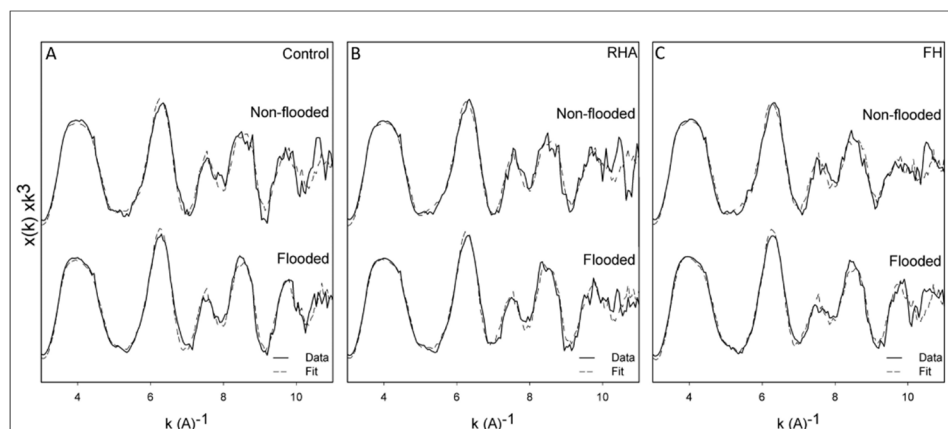 A Control
B RHA
C FH
Non-flooded
Non-flooded
Non-flooded
x(k) xk³
Flooded
Flooded
Flooded
Data
Fit
Data
Fit
Data
Fit
4 6 8 10
4 6 8 10
4 6 8 10
k (A)⁻¹
k (A)⁻¹
k (A)⁻¹